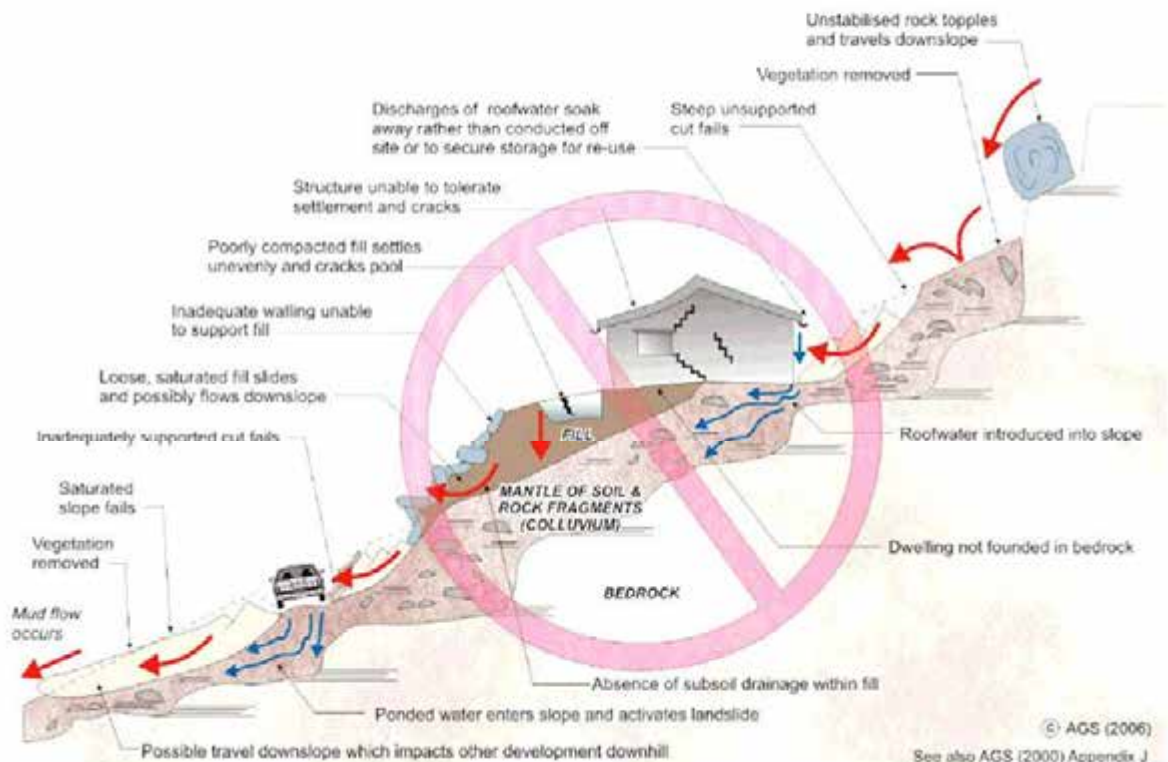 Unstabilised rock topples
and travels downslope
Vegetation removed
Discharges of roofwater soak
away rather than conducted off
site or to secure storage for re-use
Steep unsupported
cut fails
Structure unable to tolerate
settlement and cracks
Poorly compacted fill settles
unevenly and cracks pool
Inadequate walling unable
to support fill
Loose, saturated fill slides
and possibly flows downslope
Inadequately supported cut fails
Saturated
slope fails
Vegetation
removed
Mud flow
occurs
FILL
MANTLE OF SOIL &
ROCK FRAGMENTS
(COLLUVIUM)
BEDROCK
Roofwater introduced into slope
Dwelling not founded in bedrock
Absence of subsoil drainage within fill
Ponded water enters slope and activates landslide
Possible travel downslope which impacts other development downhill
© AGS (2006)
See also AGS (2000) Appendix J